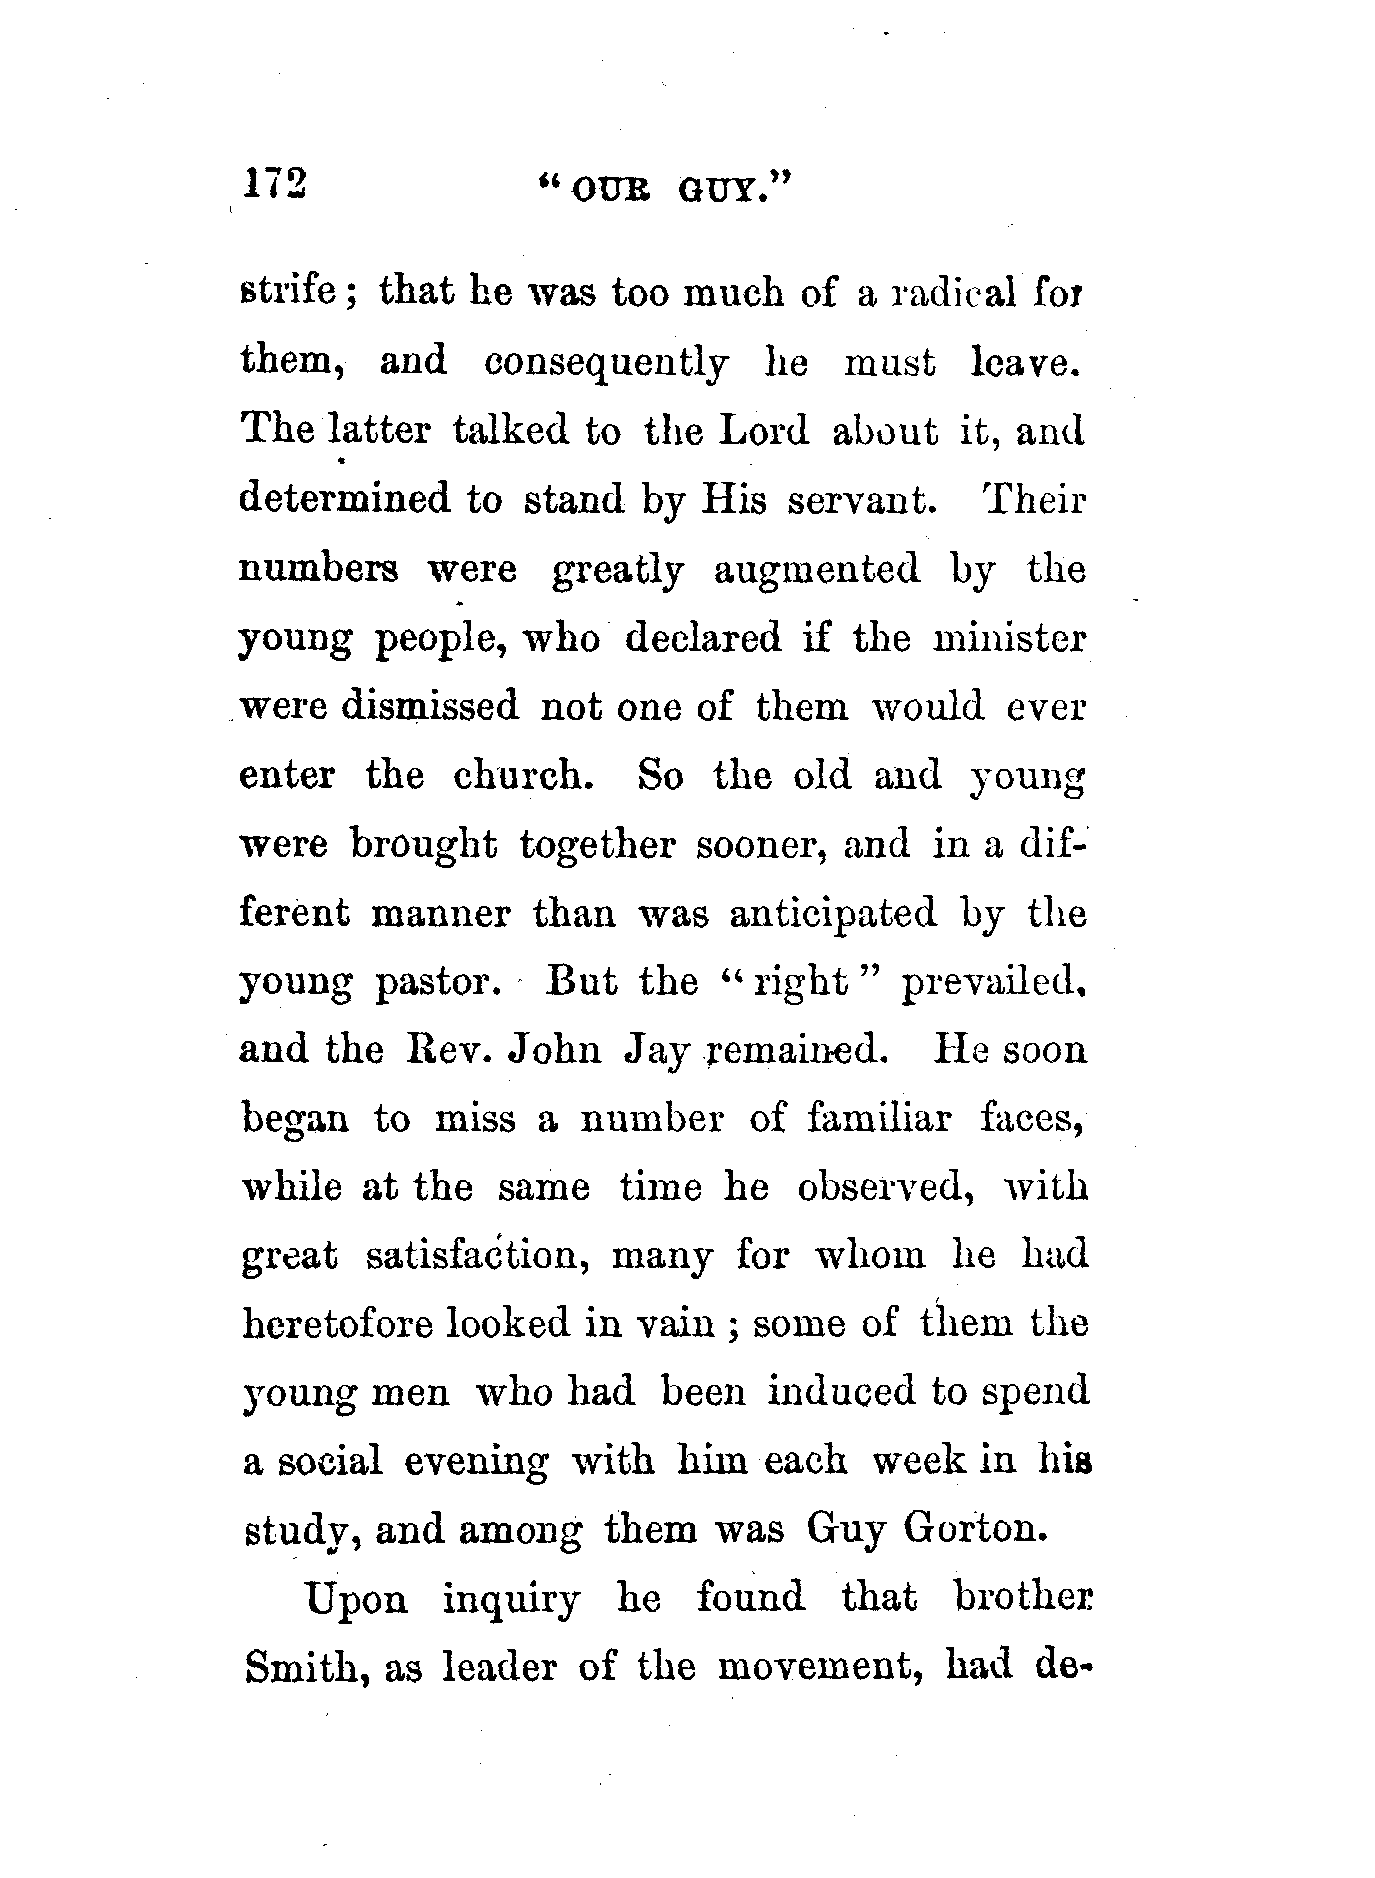 172 "OUR GUY."
strife; that he was too much of a radical for
them, and consequently he must leave.
The latter talked to the Lord about it, and
determined to stand by His servant. Their
numbers were greatly augmented by the
young people, who declared if the minister
were dismissed not one of them would ever
enter the church. So the old and young
were brought together sooner, and in a dif-
ferent manner than was anticipated by the
young pastor. But the "right" prevailed,
and the Rev. John Jay remained. He soon
began to miss a number of familiar faces,
while at the same time he observed, with
great satisfaction, many for whom he had
heretofore looked in vain; some of them the
young men who had been induced to spend
a social evening with him each week in his
study, and among them was Guy Gorton.
Upon inquiry he found that brother
Smith, as leader of the movement, had de-